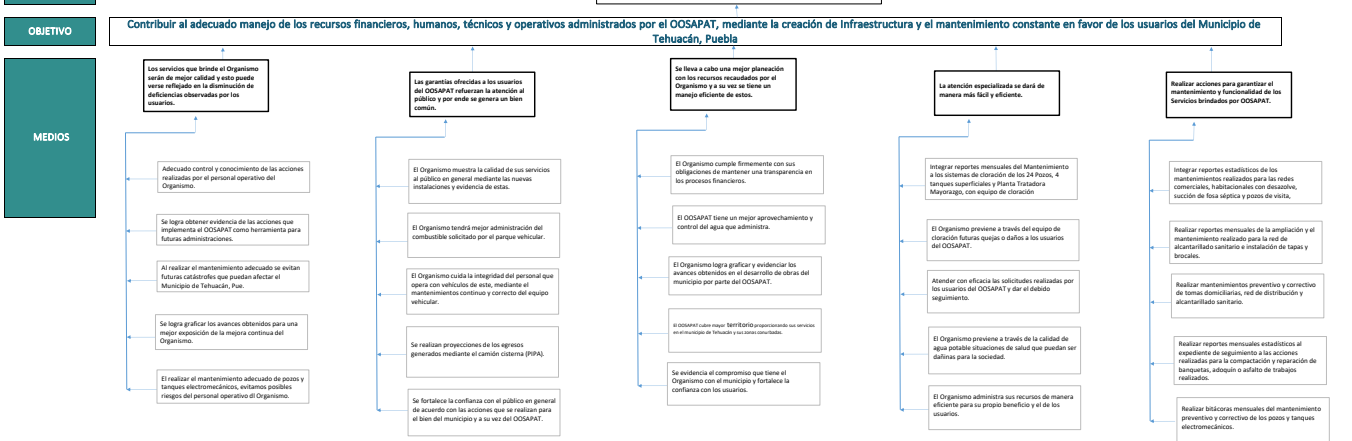 OBJETIVO
Contribuir al adecuado manejo de los recursos financieros, humanos, técnicos y operativos administrados por el OOSAPAT, mediante la creación de Infraestructura y el mantenimiento constante en favor de los usuarios del Municipio de
Tehuacán, Puebla
MEDIOS
Los servicios que brinde el Organismo
serán de mejor calidad y esto puede
verse reflejado en la disminución de
deficiencias observadas por los
usuarios.
Adecuado control y conocimiento de las acciones
realizadas por el personal operativo del
Organismo.
Se logra obtener evidencia de las acciones que
implementa el OOSAPAT como herramienta para
futuras administraciones.
Al realizar el mantenimiento adecuado se evitan
futuras catástrofes que puedan afectar el
Municipio de Tehuacán, Pue.
Se logra graficar los avances obtenidos para una
mejor exposición de la mejora continua del
Organismo.
El realizar el mantenimiento adecuado de pozos y
tanques electromecánicos, evitamos posibles
riesgos del personal operativo dl Organismo.
Las garantías ofrecidas a los usuarios
del OOSAPAT refuerzan la atención al
público y por ende se genera un bien
común.
El Organismo muestra la calidad de sus servicios
al público en general mediante las nuevas
instalaciones y evidencia de estas.
El Organismo tendrá mejor administración del
combustible solicitado por el parque vehicular.
El Organismo cuida la integridad del personal que
opera con vehículos de este, mediante el
mantenimientos continuo y correcto del equipo
vehicular.
Se realizan proyecciones de los egresos
generados mediante el camión cisterna (PIPA).
Se fortalece la confianza con el público en general
de acuerdo con las acciones que se realizan para
el bien del municipio y a su vez del OOSAPAT.
Se lleva a cabo una mejor planeación
con los recursos recaudados por el
Organismo y a su vez se tiene un
manejo eficiente de estos.
El Organismo cumple firmemente con sus
obligaciones de mantener una transparencia en
los procesos financieros.
El OOSAPAT tiene un mejor aprovechamiento y
control del agua que administra.
El Organismo logra graficar y evidenciar los
avances obtenidos en el desarrollo de obras del
municipio por parte del OOSAPAT.
El OOSAPAT cubre mayor territorio proporcionando sus servicios
en el municipio de Tehuacán y sus zonas conurbadas.
Se evidencia el compromiso que tiene el
Organismo con el municipio y fortalece la
confianza con los usuarios.
La atención especializada se dará de
manera más fácil y eficiente.
Integrar reportes mensuales del Mantenimiento
a los sistemas de cloración de los 24 Pozos, 4
tanques superficiales y Planta Tratadora
Mayorazgo, con equipo de cloración
El Organismo previene a través del equipo de
cloración futuras quejas o daños a los usuarios
del OOSAPAT.
Atender con eficacia las solicitudes realizadas por
los usuarios del OOSAPAT y dar el debido
seguimiento.
El Organismo previene a través de la calidad de
agua potable situaciones de salud que puedan ser
dañinas para la sociedad.
El Organismo administra sus recursos de manera
eficiente para su propio beneficio y el de los
usuarios.
Realizar acciones para garantizar el
mantenimiento y funcionalidad de los
Servicios brindados por OOSAPAT.
Integrar reportes estadísticos de los
mantenimientos realizados para las redes
comerciales, habitacionales con desazolve,
succión de fosa séptica y pozos de visita,
Realizar reportes mensuales de la ampliación y el
mantenimiento realizado para la red de
alcantarillado sanitario e instalación de tapas y
brocales.
Realizar mantenimientos preventivo y correctivo
de tomas domiciliarias, red de distribución y
alcantarillado sanitario.
Realizar reportes mensuales estadísticos al
expediente de seguimiento a las acciones
realizadas para la compactación y reparación de
banquetas, adoquín o asfalto de trabajos
realizados.
Realizar bitácoras mensuales del mantenimiento
preventivo y correctivo de los pozos y tanques
electromecánicos.